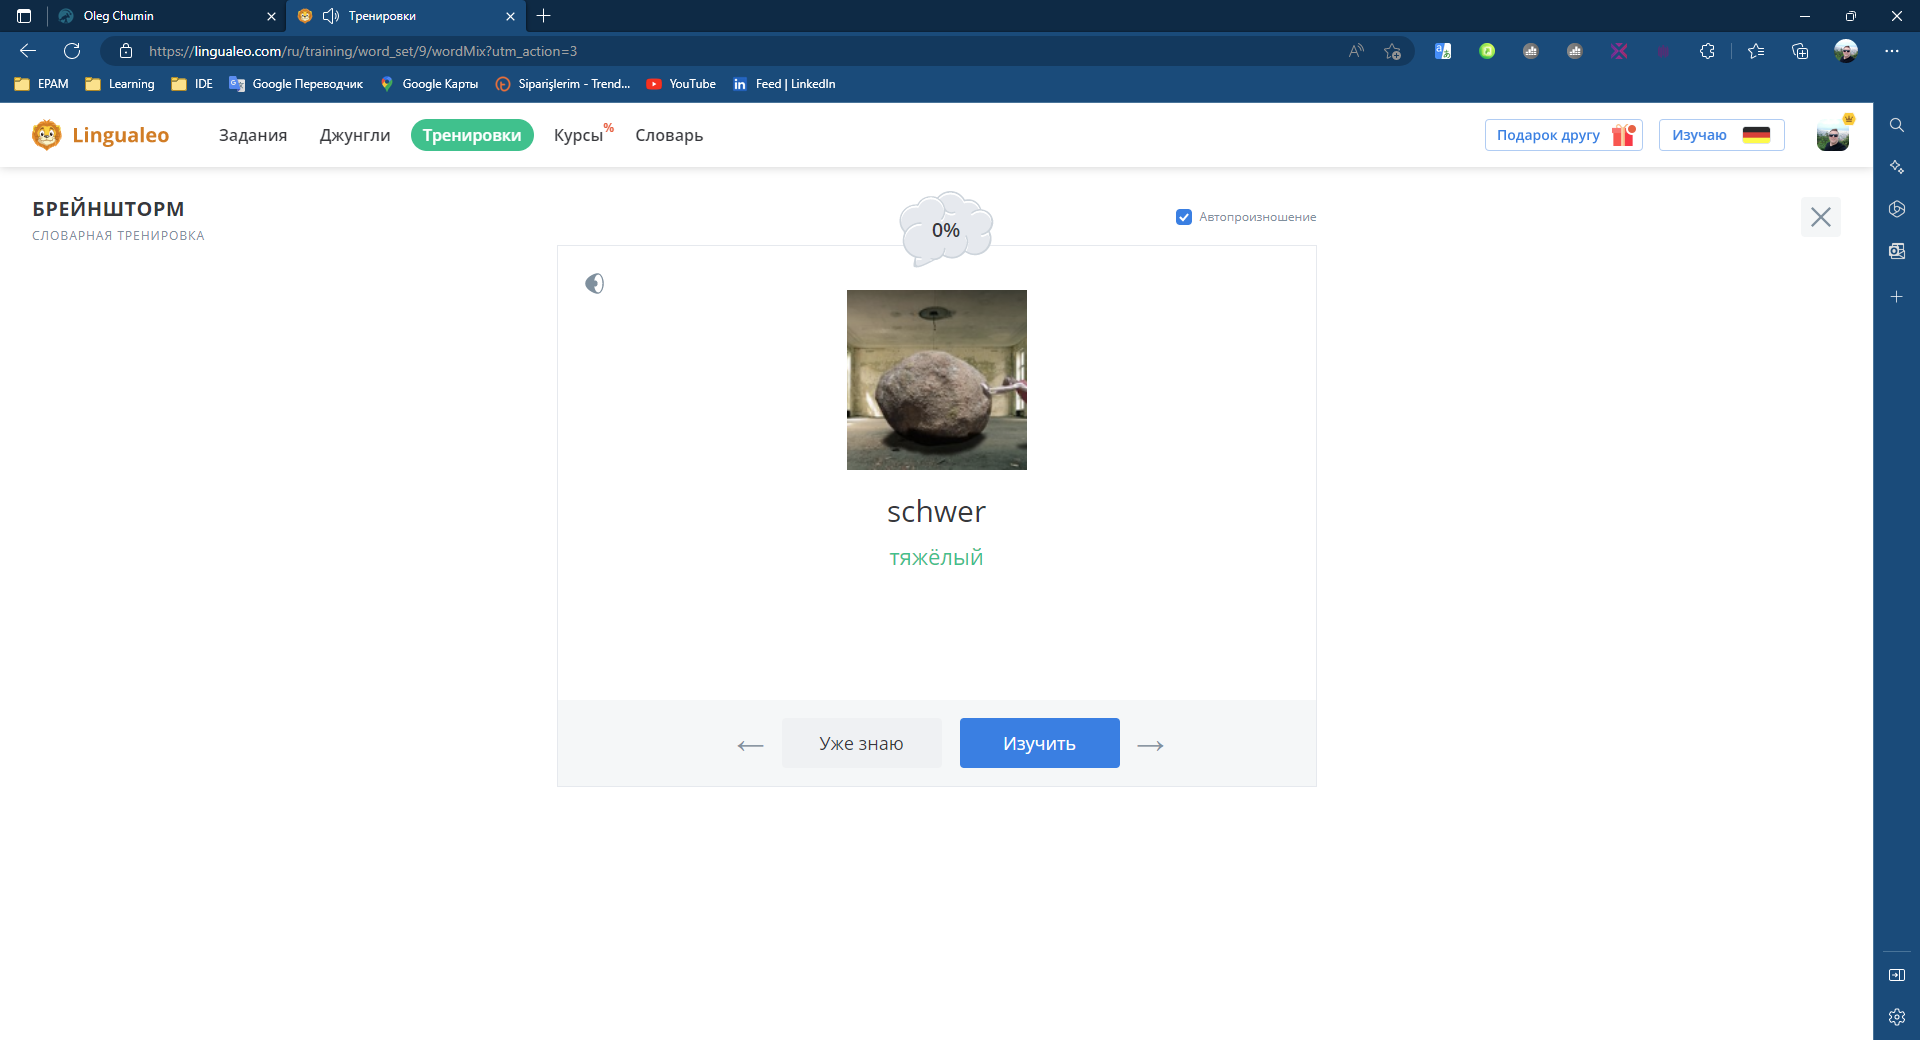 Oleg Chumin
Тренировки
https://lingualeo.com/ru/training/word_set/9/wordMix?utm_action=3
EPAM
Learning
IDE
Google Переводчик
Google Карты
Siparişlerim - Trend...
YouTube
Feed | LinkedIn
Lingualeo
Задания
Джунгли
Тренировки
Курсы%
Словарь
Подарок другу
Изучаю
БРЕЙНШТОРМ
СЛОВАРНАЯ ТРЕНИРОВКА
0%
Автопроизношение
schwer
тяжёлый
Уже знаю
Изучить